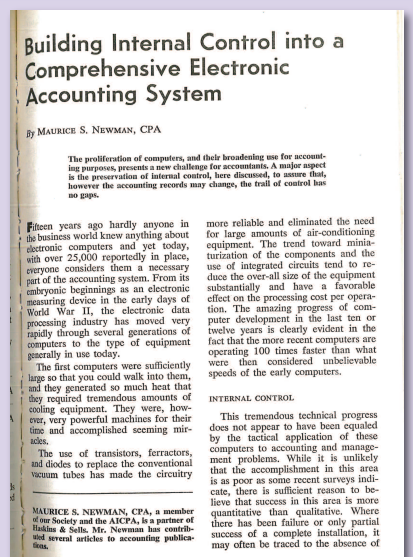 Building Internal Control into a
Comprehensive Electronic
Accounting System
By MAURICE S. NEWMAN, CPA
The proliferation of computers, and their broadening use for account-
ing purposes, presents a new challenge for accountants. A major aspect
is the preservation of internal control, here discussed, to assure that,
however the accounting records may change, the trail of control has
no gaps.
Fifteen years ago hardly anyone in
the business world knew anything about
electronic computers and yet today,
with over 25,000 reportedly in place,
everyone considers them a necessary
part of the accounting system. From its
embryonic beginnings as an electronic
measuring device in the early days of
World War II, the electronic data
processing industry has moved very
rapidly through several generations of
computers to the type of equipment
generally in use today.
The first computers were sufficiently
large so that you could walk into them,
and they generated so much heat that
they required tremendous amounts of
cooling equipment. They were, how-
ever, very powerful machines for their
time and accomplished seeming mir-
acles.
The use of transistors, ferractors,
and diodes to replace the conventional
vacuum tubes has made the circuitry
MAURICE S. NEWMAN, CPA, a member
of our Society and the AICPA, is a partner of
Haskins & Sells. Mr. Newman has contrib-
uted several articles to accounting publica-
tions.
more reliable and eliminated the need
for large amounts of air-conditioning
equipment. The trend toward minia-
turization of the components and the
use of integrated circuits tend to re-
duce the over-all size of the equipment
substantially and have a favorable
effect on the processing cost per opera-
tion. The amazing progress of com-
puter development in the last ten or
twelve years is clearly evident in the
fact that the more recent computers are
operating 100 times faster than what
were then considered unbelievable
speeds of the early computers.
INTERNAL CONTROL
This tremendous technical progress
does not appear to have been equaled
by the tactical application of these
computers to accounting and manage-
ment problems. While it is unlikely
that the accomplishment in this area
is as poor as some recent surveys indi-
cate, there is sufficient reason to be-
lieve that success in this area is more
quantitative than qualitative. Where
there has been failure or only partial
success of a complete installation, it
may often be traced to the absence of